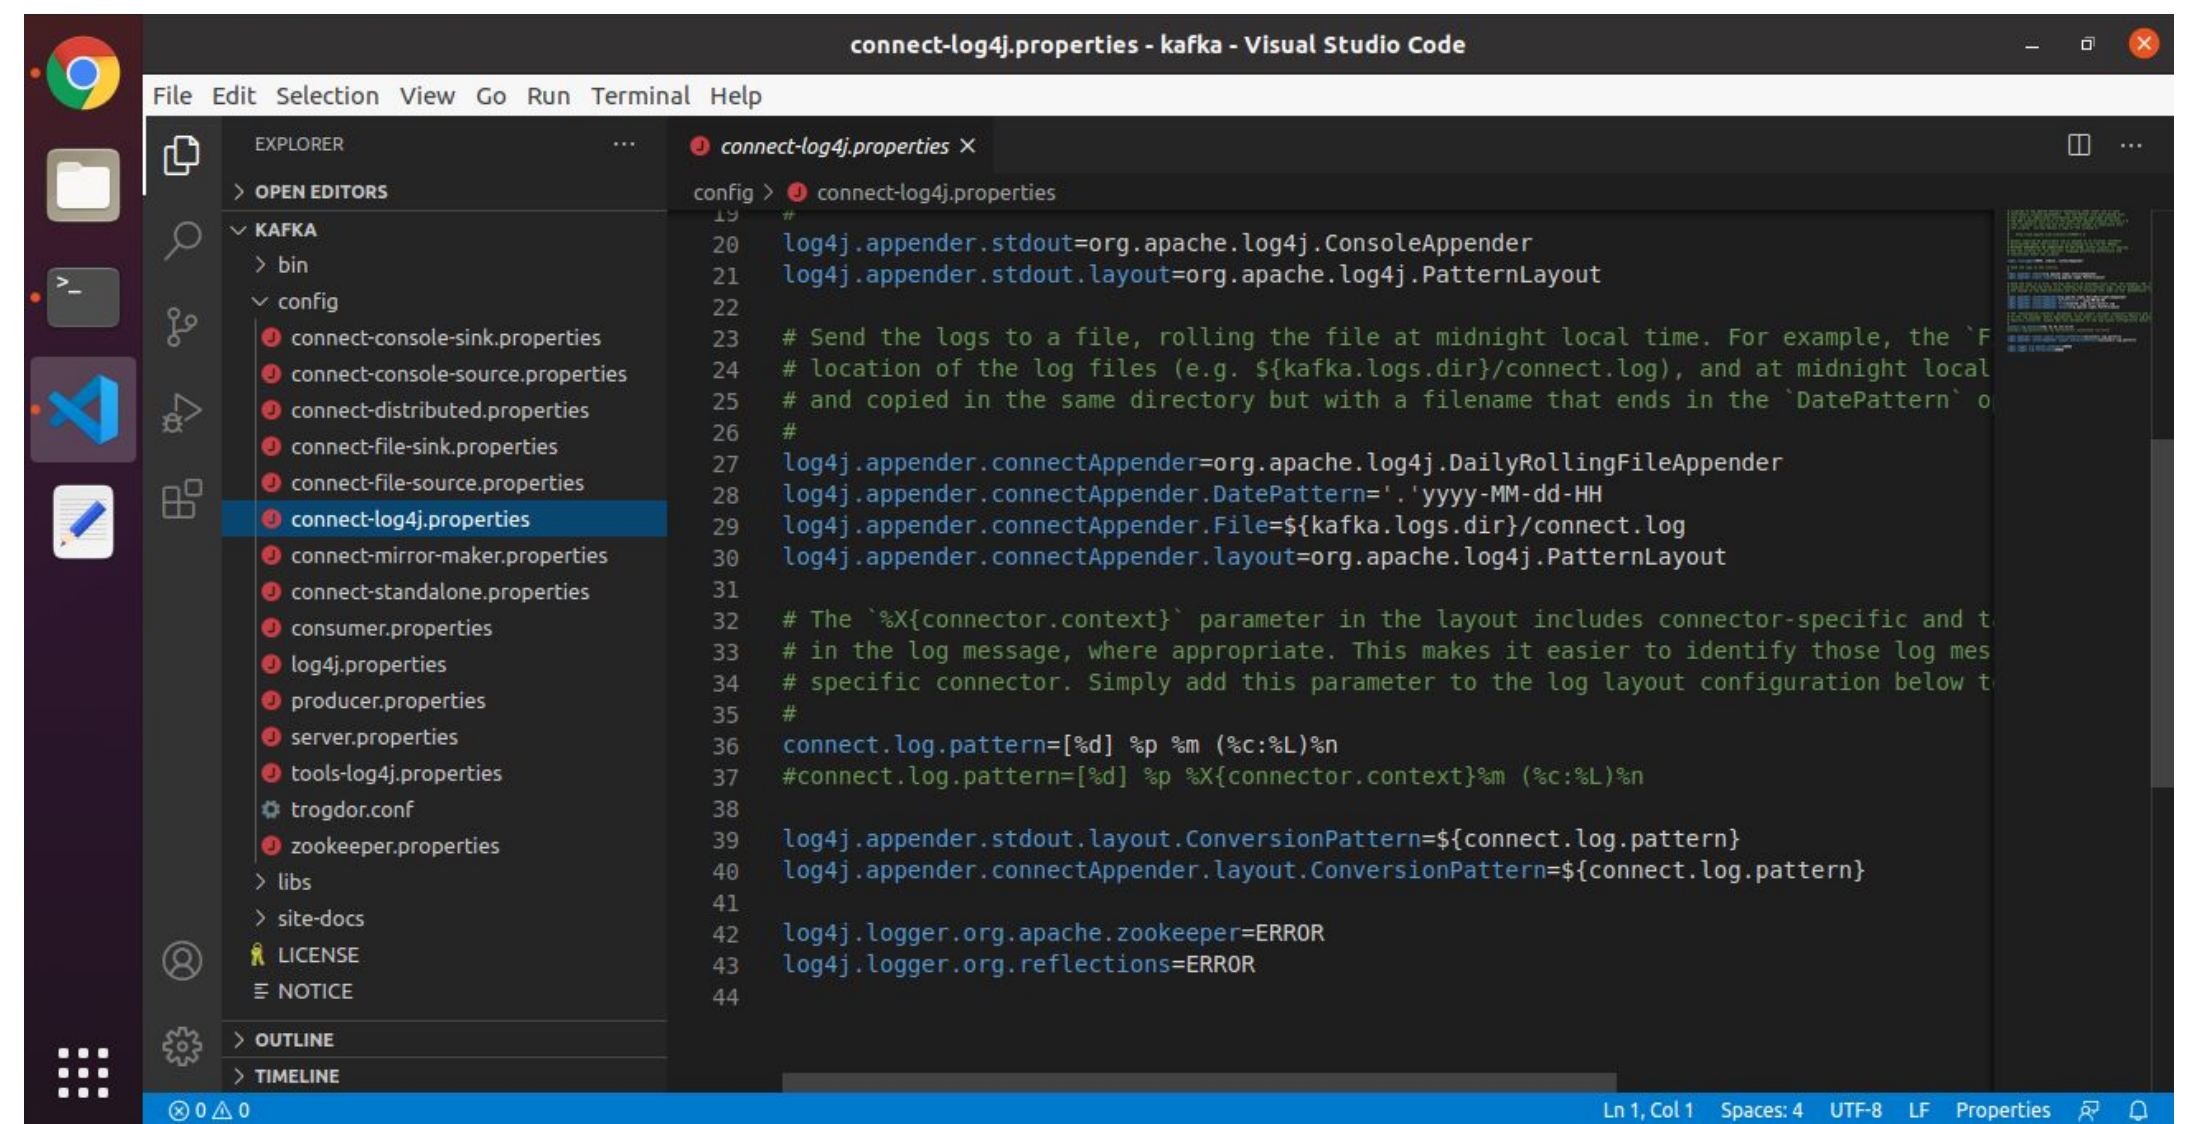 connect-log4j.properties - kafka - Visual Studio Code
File Edit Selection View Go Run Terminal Help
EXPLORER
OPEN EDITORS
KAFKA
bin
config
connect-console-sink.properties
connect-console-source.properties
connect-distributed.properties
connect-file-sink.properties
connect-file-source.properties
connect-log4j.properties
connect-mirror-maker.properties
connect-standalone.properties
consumer.properties
log4j.properties
producer.properties
server.properties
tools-log4j.properties
trogdor.conf
zookeeper.properties
libs
site-docs
LICENSE
NOTICE
OUTLINE
TIMELINE
connect-log4j.properties
config > connect-log4j.properties
19 #
20 log4j.appender.stdout=org.apache.log4j.ConsoleAppender
21 log4j.appender.stdout.layout=org.apache.log4j.PatternLayout
22
23 # Send the logs to a file, rolling the file at midnight local time. For example, the `F
24 # location of the log files (e.g. ${kafka.logs.dir}/connect.log), and at midnight local
25 # and copied in the same directory but with a filename that ends in the `DatePattern` o
26 #
27 log4j.appender.connectAppender=org.apache.log4j.DailyRollingFileAppender
28 log4j.appender.connectAppender.DatePattern='.'yyyy-MM-dd-HH
29 log4j.appender.connectAppender.File=${kafka.logs.dir}/connect.log
30 log4j.appender.connectAppender.layout=org.apache.log4j.PatternLayout
31
32 # The `%X{connector.context}` parameter in the layout includes connector-specific and t
33 # in the log message, where appropriate. This makes it easier to identify those log mes
34 # specific connector. Simply add this parameter to the log layout configuration below t
35 #
36 connect.log.pattern=[%d] %p %m (%c:%L)%n
37 #connect.log.pattern=[%d] %p %X{connector.context}%m (%c:%L)%n
38
39 log4j.appender.stdout.layout.ConversionPattern=${connect.log.pattern}
40 log4j.appender.connectAppender.layout.ConversionPattern=${connect.log.pattern}
41
42 log4j.logger.org.apache.zookeeper=ERROR
43 log4j.logger.org.reflections=ERROR
44
0 0
Ln 1, Col 1 Spaces: 4 UTF-8 LF Properties